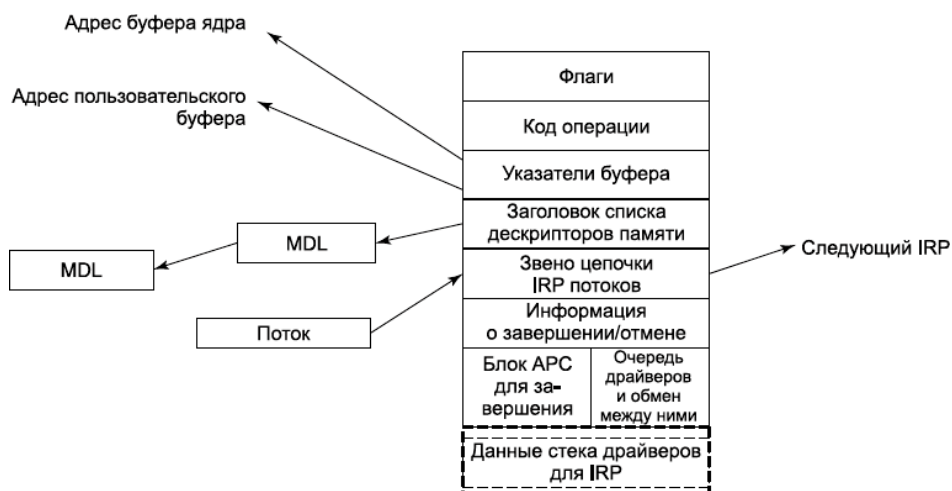 Адрес буфера ядра
Адрес пользовательского
буфера
Флаги
Код операции
Указатели буфера
Заголовок списка
дескрипторов памяти
MDL
MDL
Звено цепочки
IRP потоков
Следующий IRP
Поток
Информация
о завершении/отмене
Блок APC
для за-
вершения
Очередь
драйверов
и обмен
между ними
Данные стека драйверов
для IRP